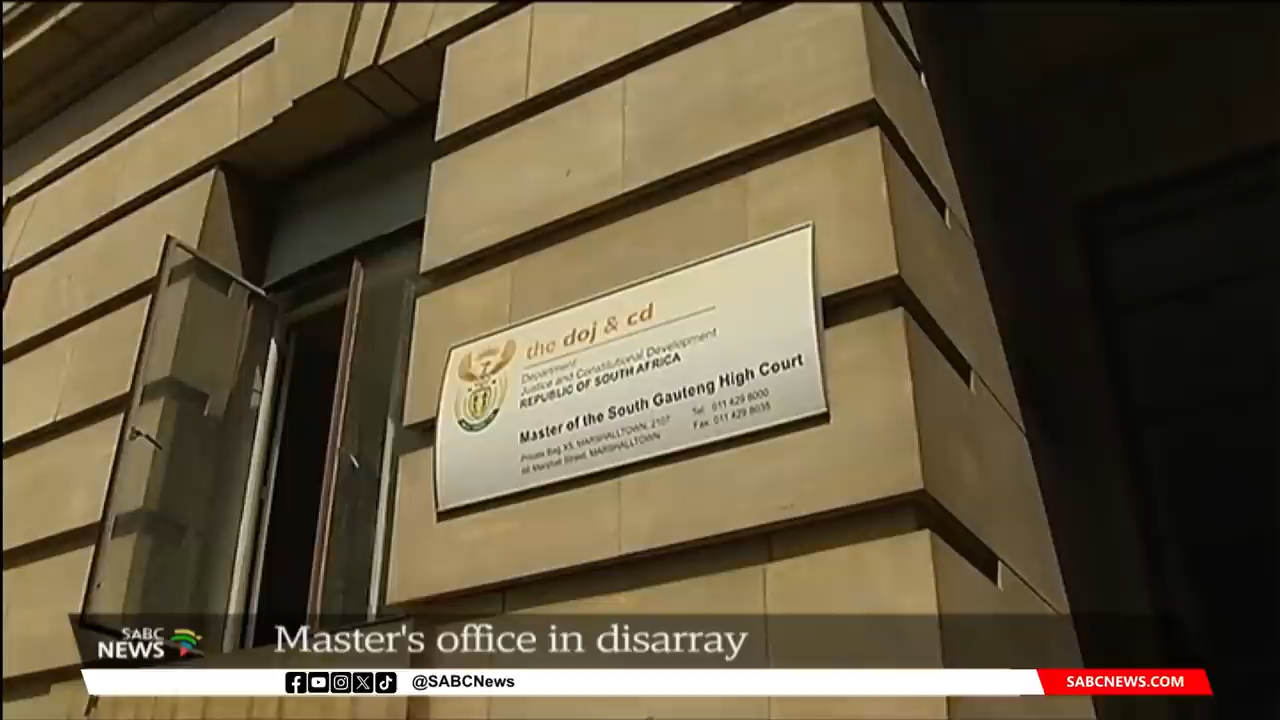 the doj & cd
Department:
Justice and Constitutional Development
REPUBLIC OF SOUTH AFRICA
Master of the South Gauteng High Court
Private Bag X5, MARSHALLTOWN, 2107
Tel: 011 429 8000
66 Marshall Street, MARSHALLTOWN
Fax: 011 429 8035
SABC
NEWS
Master's office in disarray
@SABCNews
SABCNEWS.COM